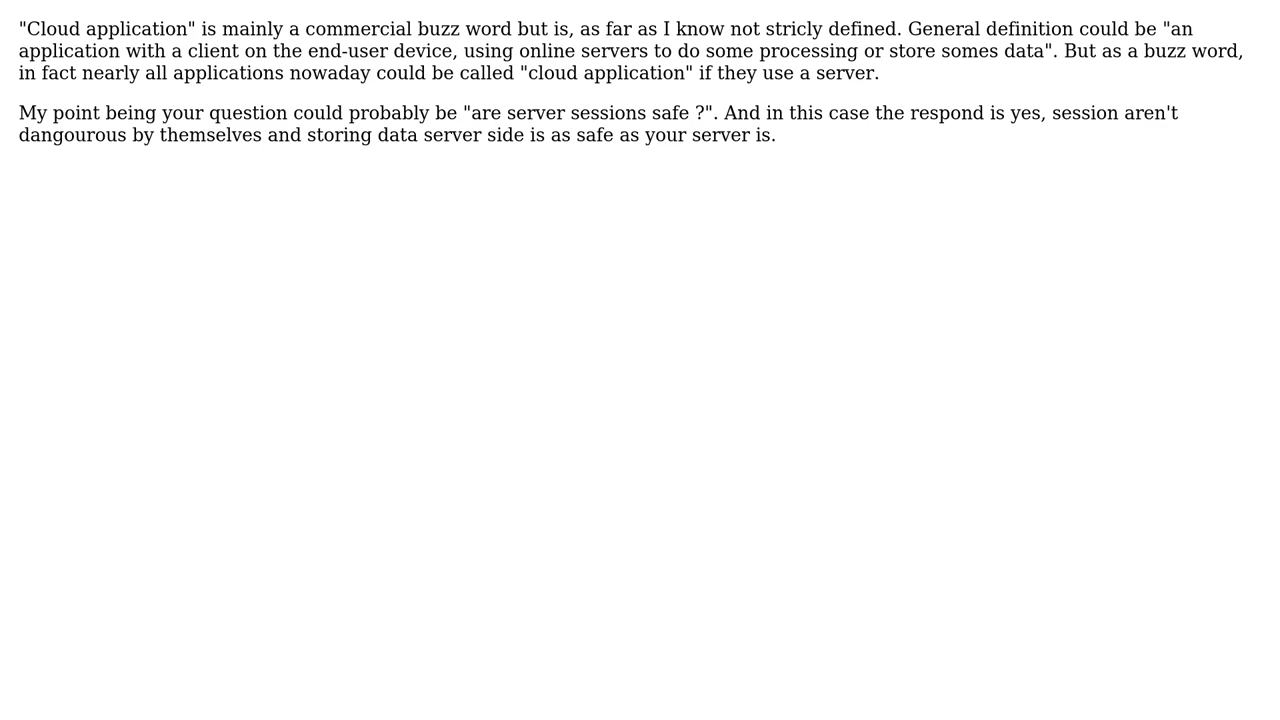 "Cloud application" is mainly a commercial buzz word but is, as far as I know not stricly defined. General definition could be "an
application with a client on the end-user device, using online servers to do some processing or store somes data". But as a buzz word,
in fact nearly all applications nowaday could be called "cloud application" if they use a server.
My point being your question could probably be "are server sessions safe ?". And in this case the respond is yes, session aren't
dangourous by themselves and storing data server side is as safe as your server is.